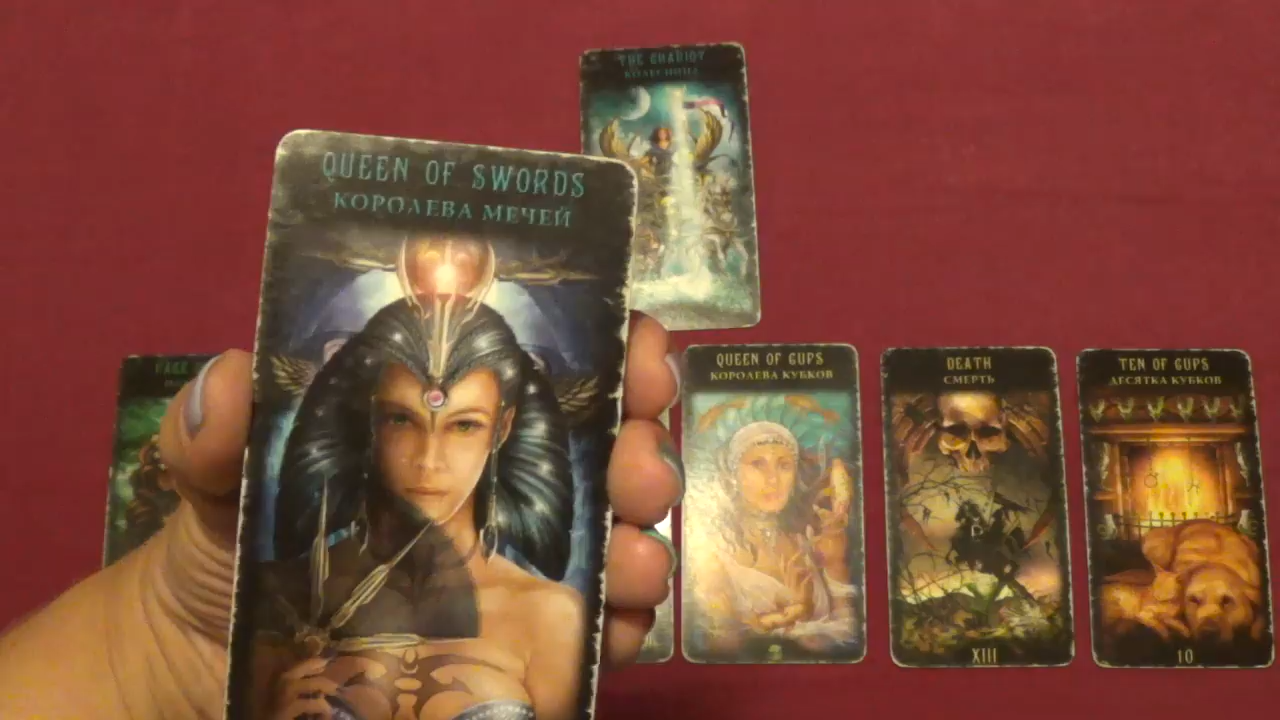 THE CHARIOT
QUEEN OF SWORDS
КОРОЛЕВА МЕЧЕЙ
QUEEN OF CUPS
КОРОЛЕВА КУБКОВ
DEATH
СМЕРТЬ
XIII
TEN OF CUPS
ДЕСЯТКА КУБКОВ
10